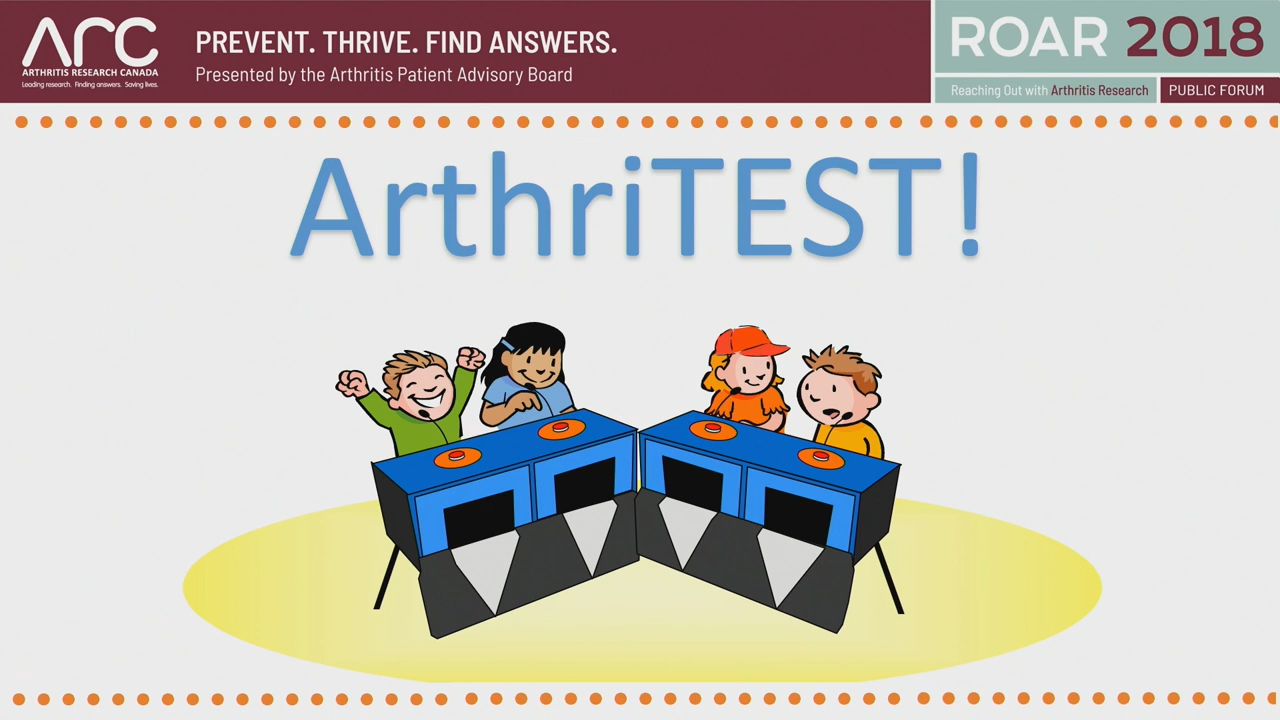 ARC
ARTHRITIS RESEARCH CANADA
Leading research. Finding answers. Saving lives.
PREVENT. THRIVE. FIND ANSWERS.
Presented by the Arthritis Patient Advisory Board
ROAR 2018
Reaching Out with Arthritis Research
PUBLIC FORUM
ArthriTEST!